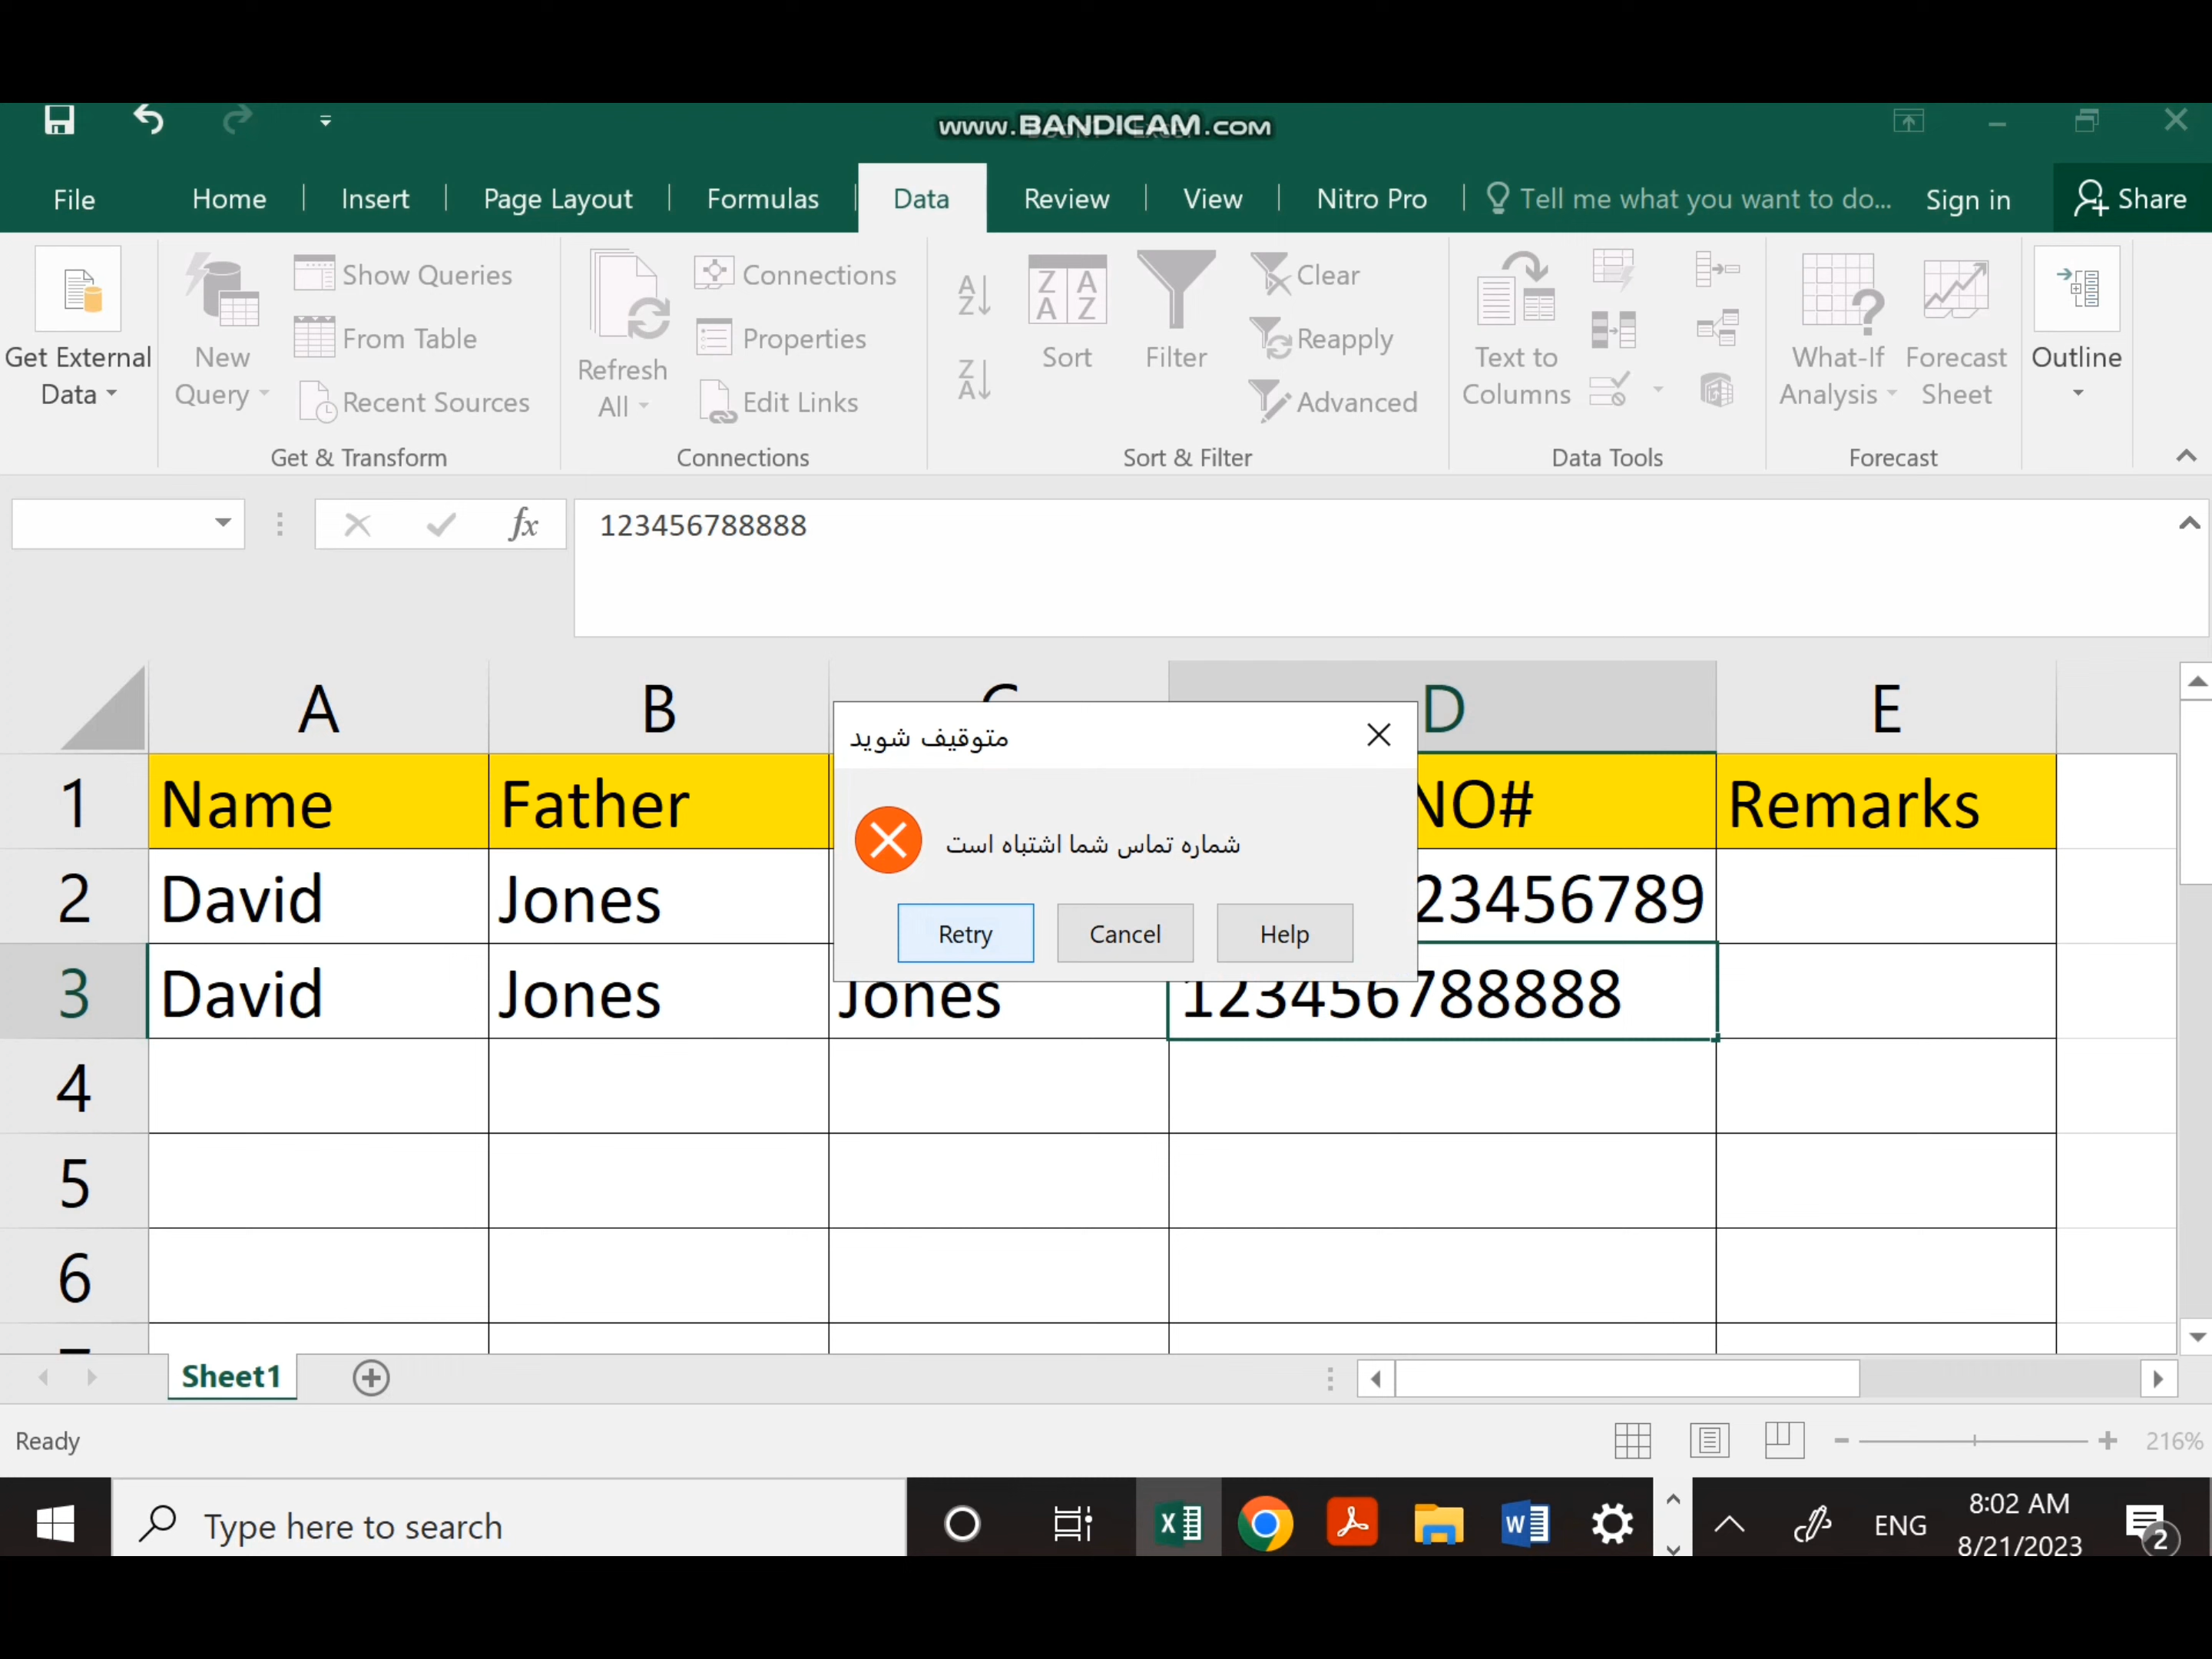 www.BANDICAM.com
File Home Insert Page Layout Formulas Data Review View Nitro Pro Tell me what you want to do... Sign in Share
Get External Data
New Query
Show Queries
From Table
Recent Sources
Get & Transform
Refresh All
Connections
Properties
Edit Links
Connections
Sort
Filter
Clear
Reapply
Advanced
Sort & Filter
Text to Columns
Data Tools
What-If Analysis
Forecast Sheet
Forecast
Outline
fx 123456788888
A B D E
متوقیف شوید
شماره تماس شما اشتباه است
Retry Cancel Help
1 Name Father NO# Remarks
2 David Jones 23456789
3 David Jones Jones 123456788888
4
5
6
Sheet1
Ready 216%
Type here to search ENG 8:02 AM
8/21/2023 2